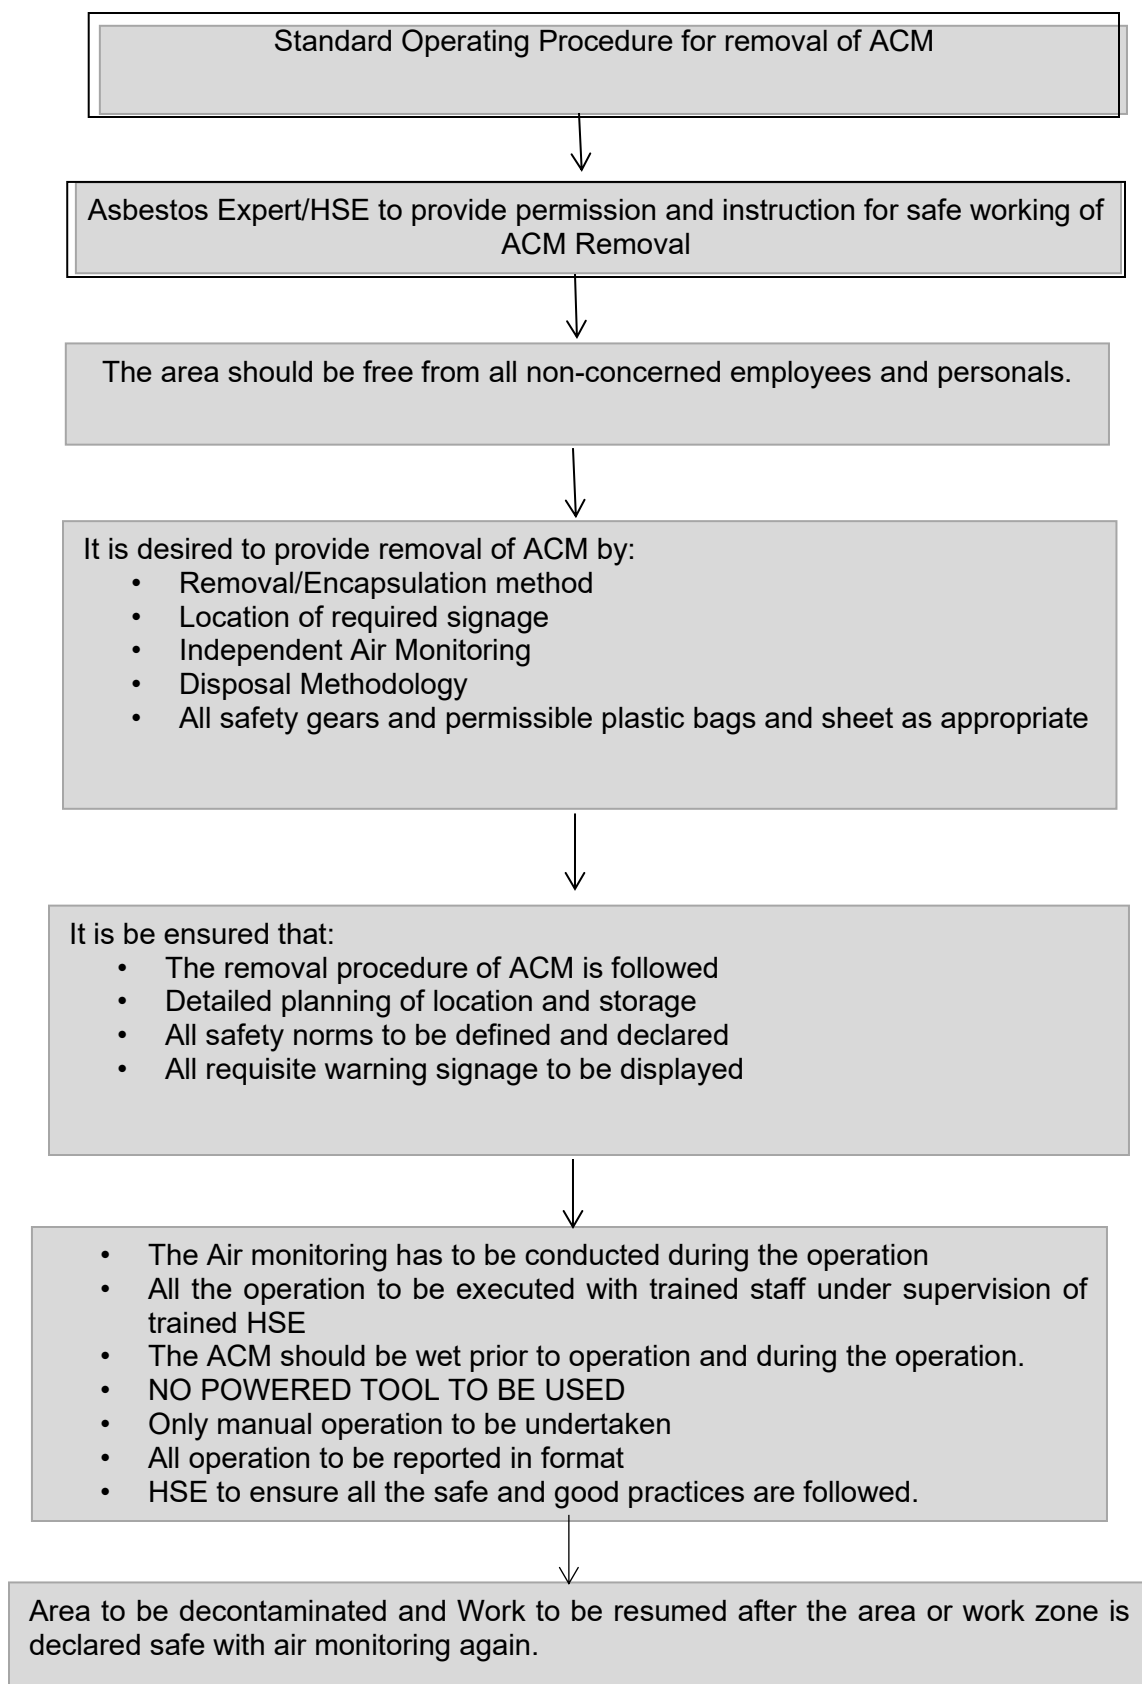 Standard Operating Procedure for removal of ACM
Asbestos Expert/HSE to provide permission and instruction for safe working of
ACM Removal
The area should be free from all non-concerned employees and personals.
It is desired to provide removal of ACM by:
• Removal/Encapsulation method
• Location of required signage
• Independent Air Monitoring
• Disposal Methodology
• All safety gears and permissible plastic bags and sheet as appropriate
It is be ensured that:
• The removal procedure of ACM is followed
• Detailed planning of location and storage
• All safety norms to be defined and declared
• All requisite warning signage to be displayed
• The Air monitoring has to be conducted during the operation
• All the operation to be executed with trained staff under supervision of
trained HSE
• The ACM should be wet prior to operation and during the operation.
• NO POWERED TOOL TO BE USED
• Only manual operation to be undertaken
• All operation to be reported in format
• HSE to ensure all the safe and good practices are followed.
Area to be decontaminated and Work to be resumed after the area or work zone is
declared safe with air monitoring again.